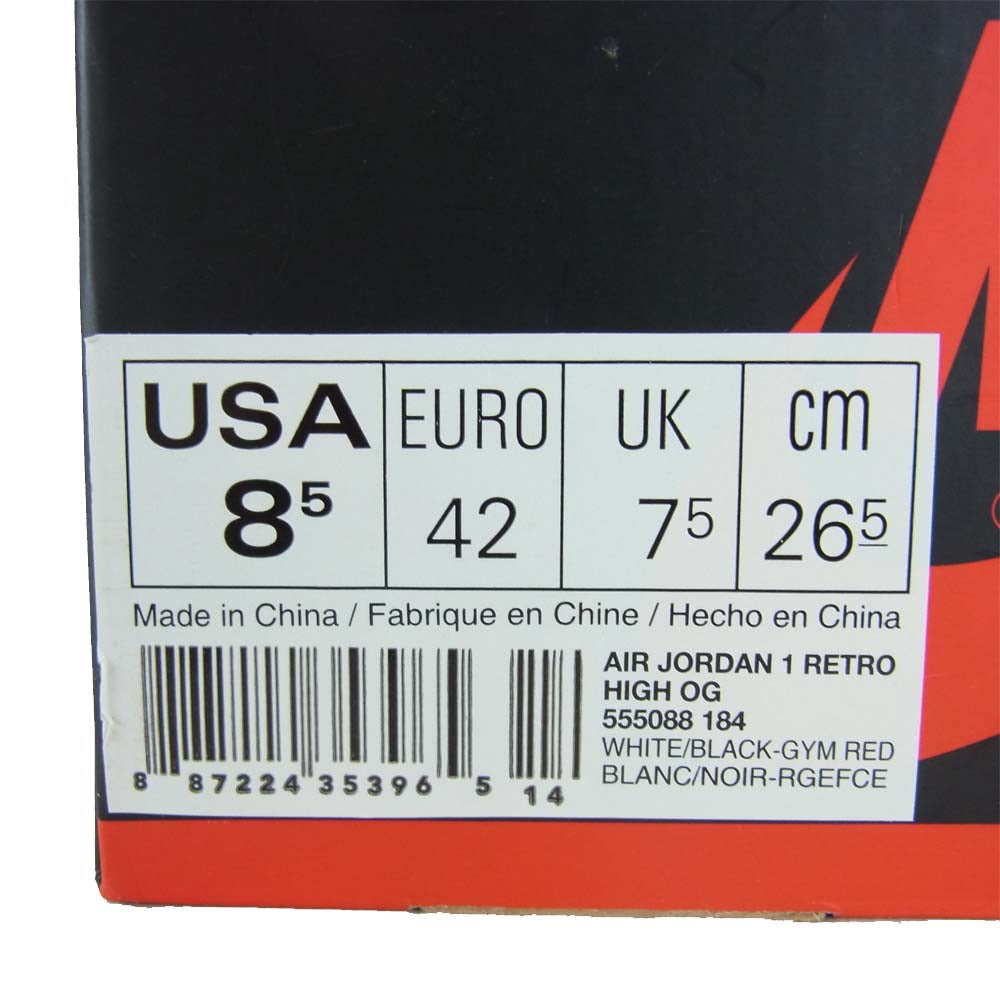 USA EURO UK cm
8⁵ 42 7⁵ 26⁵
Made in China / Fabrique en Chine / Hecho en China
AIR JORDAN 1 RETRO
HIGH OG
555088 184
WHITE/BLACK-GYM RED
BLANC/NOIR-RGEFCE
8 87224 35396 5 14